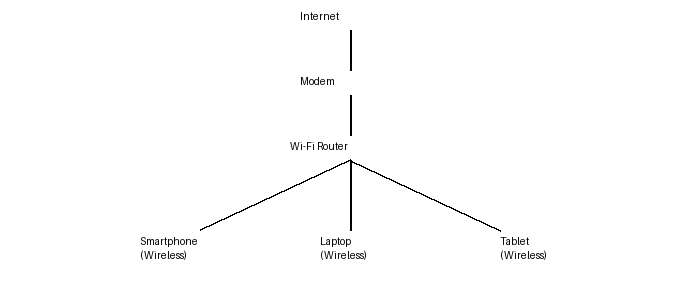 Internet
Modem
Wi-Fi Router
Smartphone
(Wireless)
Laptop
(Wireless)
Tablet
(Wireless)